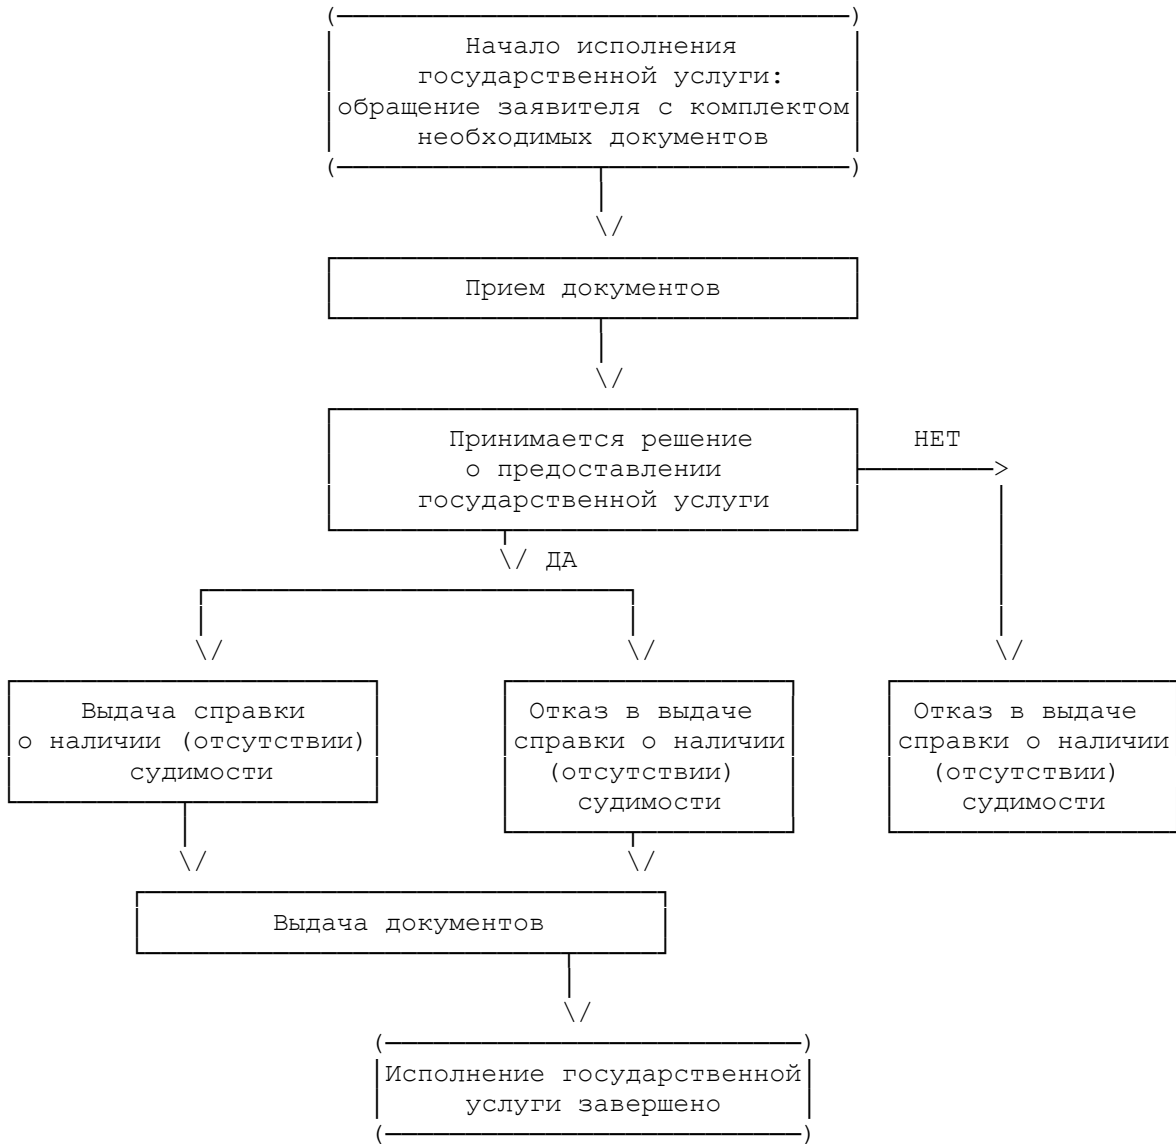 Начало исполнения
государственной услуги:
обращение заявителя с комплектом
необходимых документов
Прием документов
Принимается решение
о предоставлении
государственной услуги
НЕТ
ДА
Выдача справки
о наличии (отсутствии)
судимости
Отказ в выдаче
справки о наличии
(отсутствии)
судимости
Отказ в выдаче
справки о наличии
(отсутствии)
судимости
Выдача документов
Исполнение государственной
услуги завершено